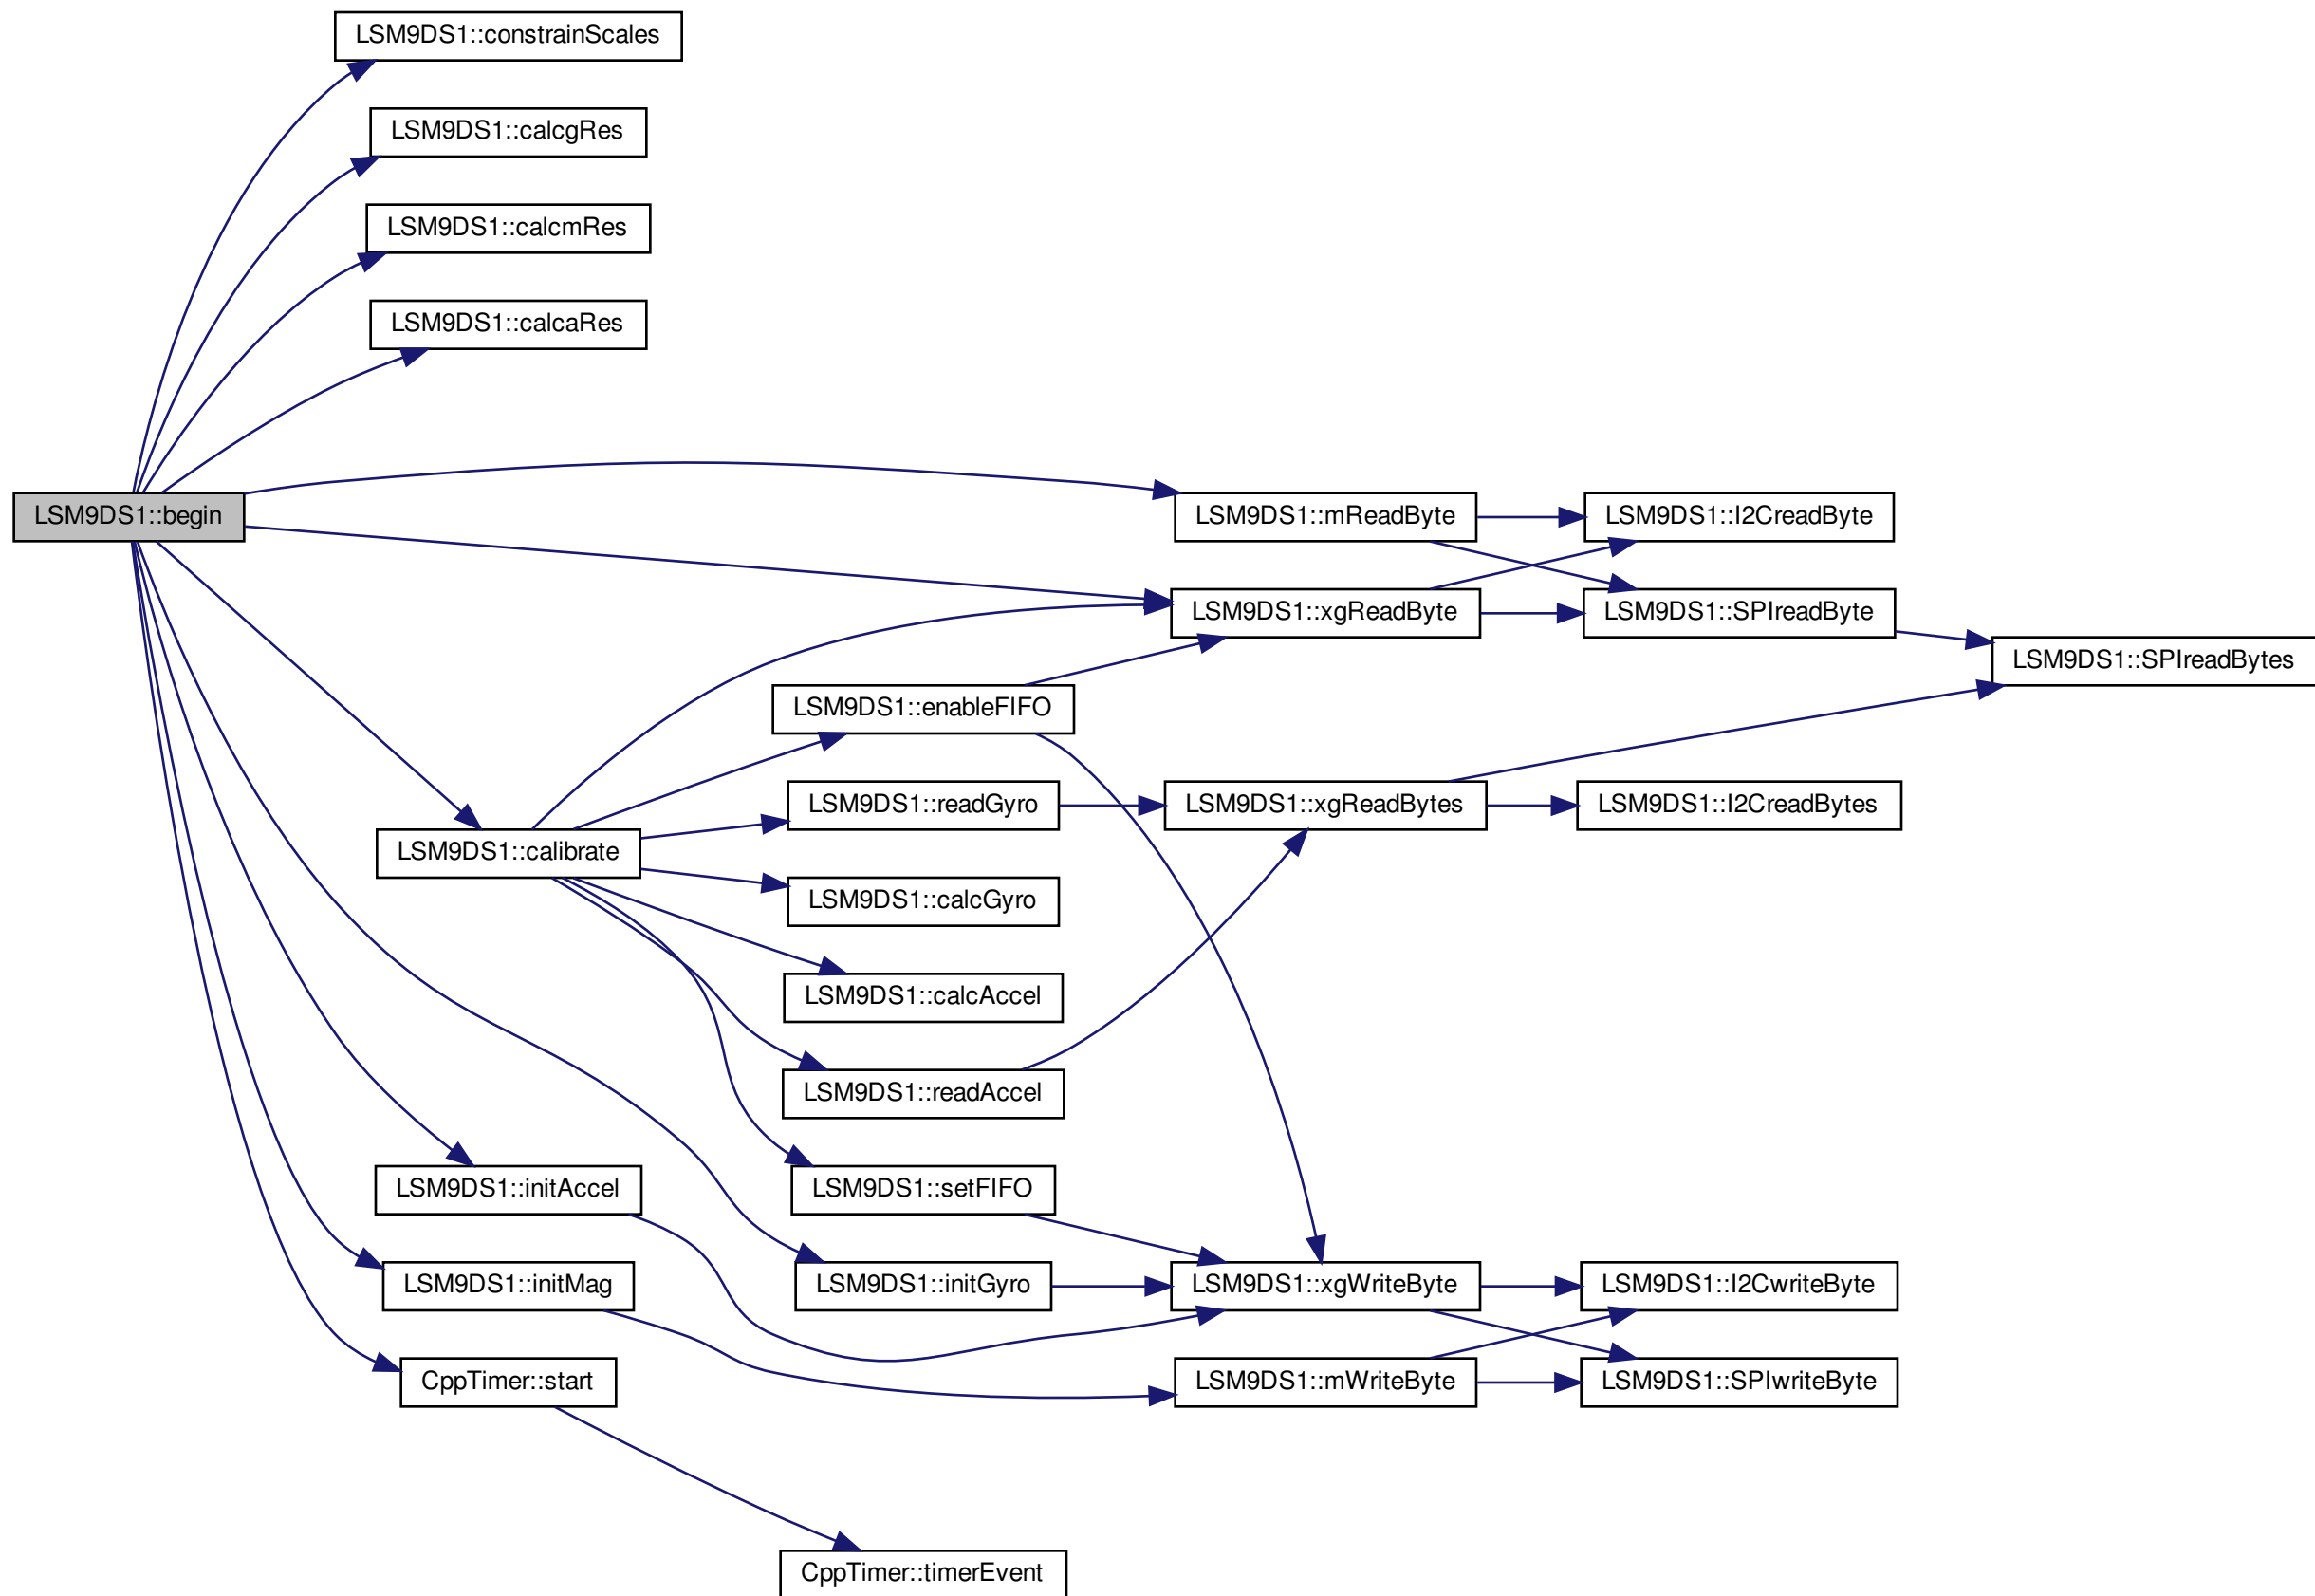 LSM9DS1::constrainScales
LSM9DS1::calcgRes
LSM9DS1::calcmRes
LSM9DS1::calcaRes
LSM9DS1::begin
LSM9DS1::mReadByte
LSM9DS1::I2CreadByte
LSM9DS1::xgReadByte
LSM9DS1::SPIreadByte
LSM9DS1::SPIreadBytes
LSM9DS1::enableFIFO
LSM9DS1::readGyro
LSM9DS1::xgReadBytes
LSM9DS1::I2CreadBytes
LSM9DS1::calibrate
LSM9DS1::calcGyro
LSM9DS1::calcAccel
LSM9DS1::readAccel
LSM9DS1::initAccel
LSM9DS1::setFIFO
LSM9DS1::initMag
LSM9DS1::initGyro
LSM9DS1::xgWriteByte
LSM9DS1::I2CwriteByte
CppTimer::start
LSM9DS1::mWriteByte
LSM9DS1::SPIwriteByte
CppTimer::timerEvent